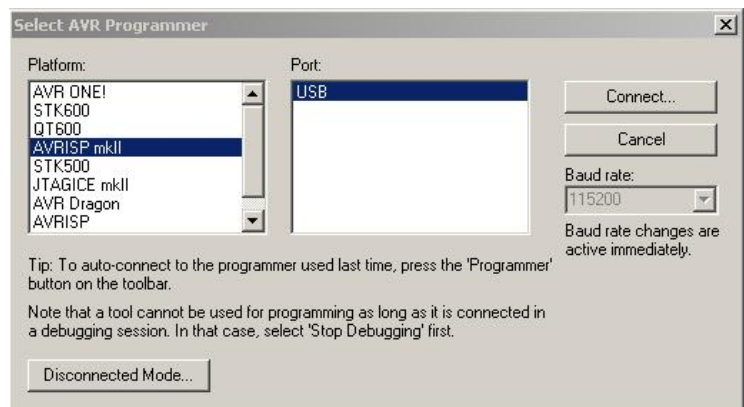 Select AVR Programmer
Platform:
Port:
AVR ONE!
STK600
QT600
AVRISP mkII
STK500
JTAGICE mkII
AVR Dragon
AVRISP
USB
Connect...
Cancel
Baud rate:
115200
Baud rate changes are
active immediately.
Tip: To auto-connect to the programmer used last time, press the 'Programmer'
button on the toolbar.
Note that a tool cannot be used for programming as long as it is connected in
a debugging session. In that case, select 'Stop Debugging' first.
Disconnected Mode...